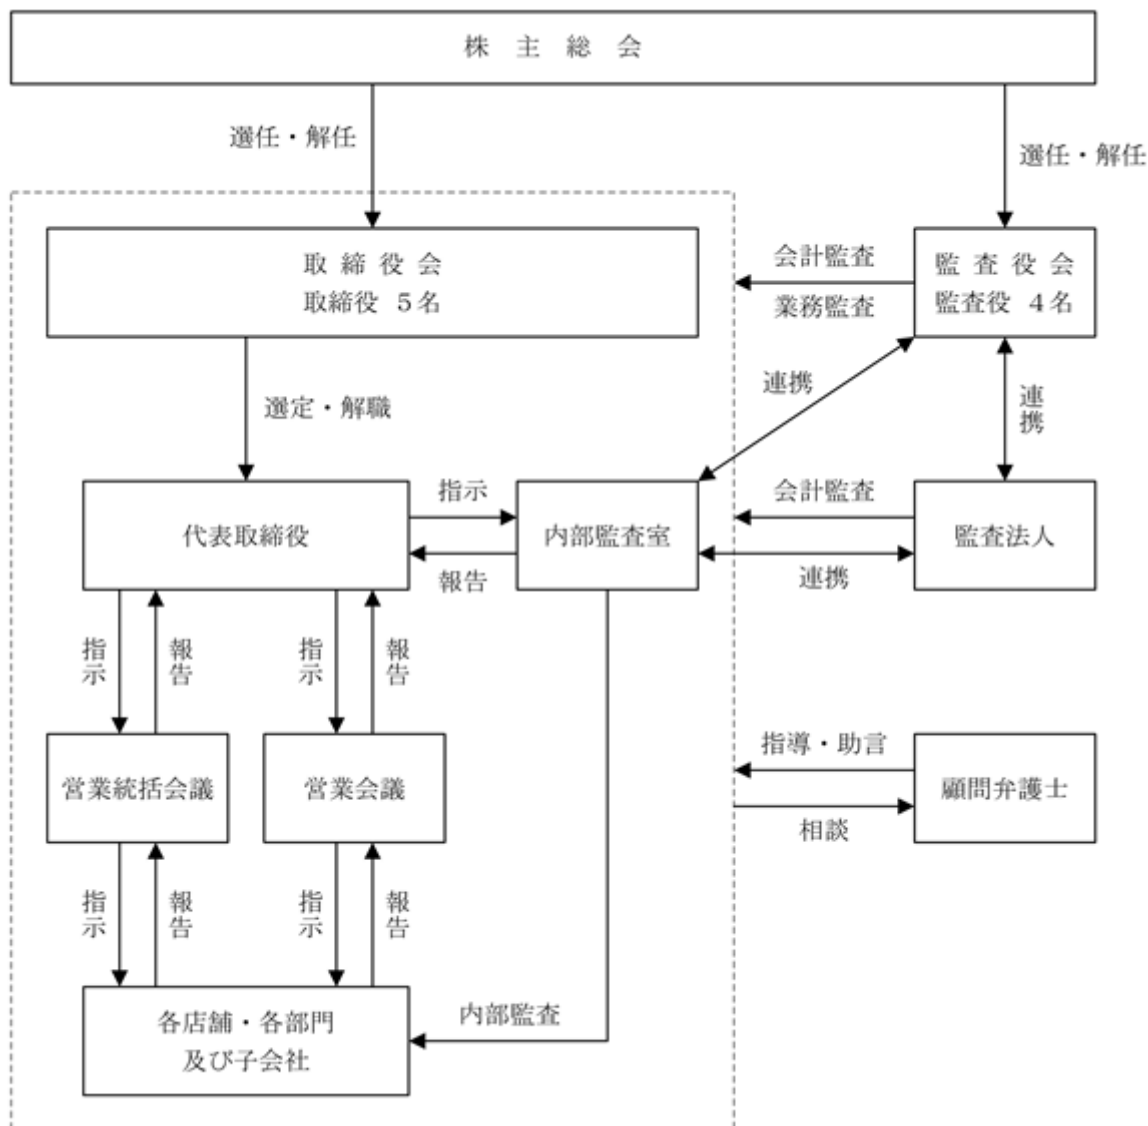 株主総会
選任・解任
選任・解任
取締役会
取締役 5名
会計監査
業務監査
監査役会
監査役 4名
連携
連携
選定・解職
代表取締役
指示
報告
内部監査室
会計監査
連携
監査法人
指示
報告
指示
報告
営業統括会議
営業会議
指導・助言
相談
顧問弁護士
指示
報告
指示
報告
各店舗・各部門
及び子会社
内部監査